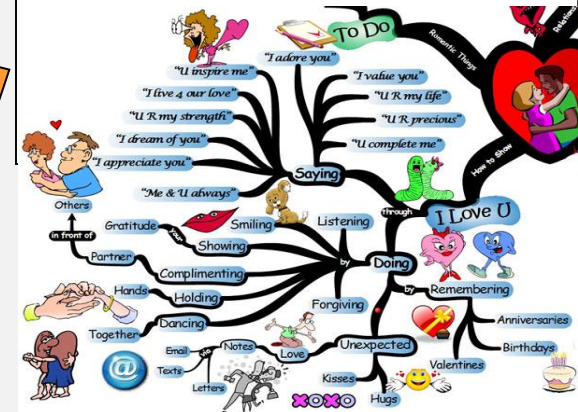 To Do
Romantic Things
"I adore you"
"U inspire me"
"I live 4 our love"
"U R my strength"
"I dream of you"
"I appreciate you"
"Me & U always"
"I value you"
"U R my life"
"U R precious"
"U complete me"
Saying
How to Show
I Love U
through
Others
in front of
Partner
Gratitude
your
Smiling
Showing
Complimenting
Hands
Holding
Together
Dancing
Listening
by
Doing
Forgiving
by
Remembering
Anniversaries
Birthdays
Valentines
Unexpected
Love
Notes
via
Email
Texts
Letters
Kisses
Hugs
XOXO
@